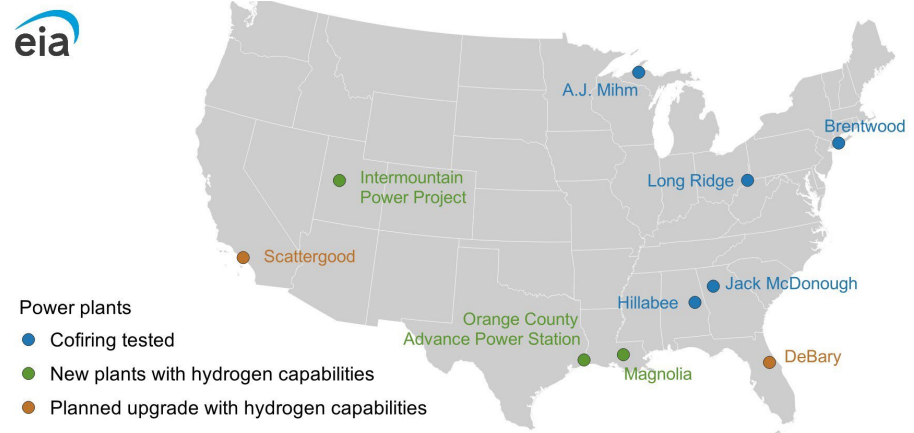 eia
A.J. Mihm
Brentwood
Intermountain
Power Project
Long Ridge
Scattergood
Jack McDonough
Hillabee
Orange County
Advance Power Station
DeBary
Magnolia
Power plants
Cofiring tested
New plants with hydrogen capabilities
Planned upgrade with hydrogen capabilities